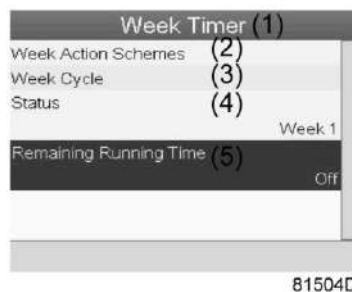 Week Timer (1)
Week Action Schemes (2)
Week Cycle (3)
Status (4)
Week 1
Remaining Running Time (5)
Off
81504D